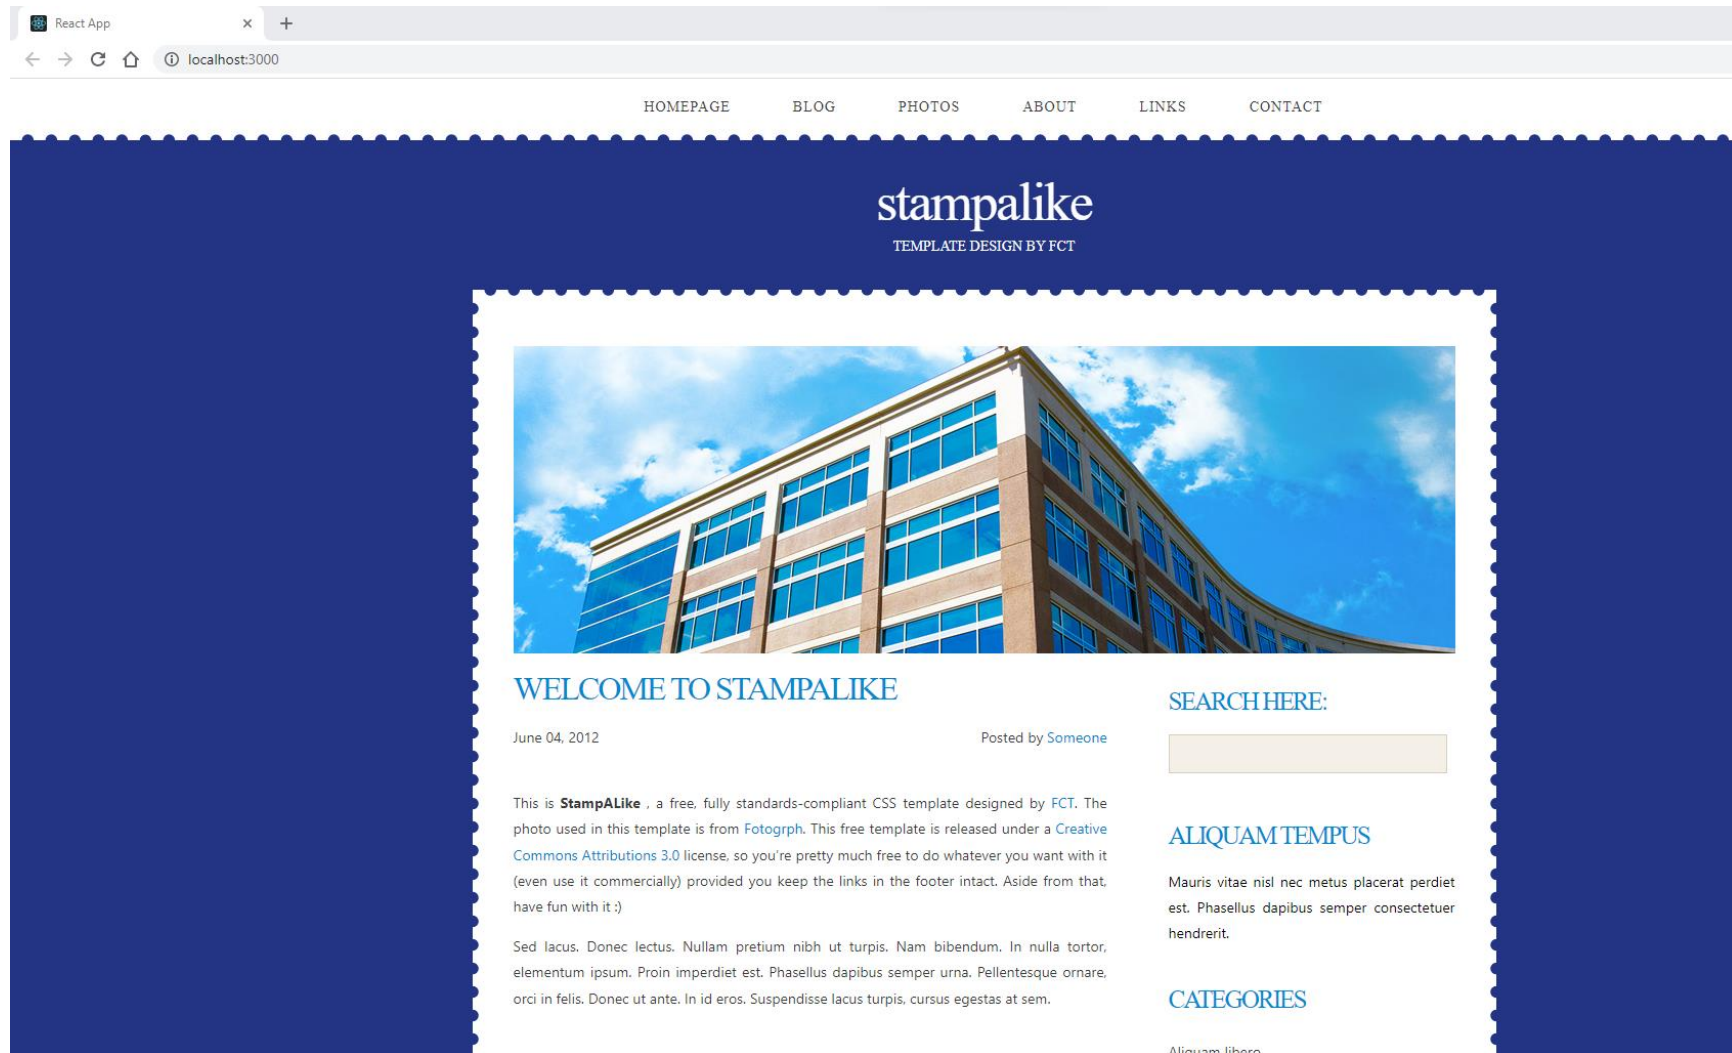 React App
localhost:3000
HOMEPAGE BLOG PHOTOS ABOUT LINKS CONTACT
stampalike
TEMPLATE DESIGN BY FCT
WELCOME TO STAMPALIKE
June 04, 2012 Posted by Someone
This is StampALike , a free, fully standards-compliant CSS template designed by FCT. The
photo used in this template is from Fotogrph. This free template is released under a Creative
Commons Attributions 3.0 license, so you're pretty much free to do whatever you want with it
(even use it commercially) provided you keep the links in the footer intact. Aside from that,
have fun with it :)
Sed lacus. Donec lectus. Nullam pretium nibh ut turpis. Nam bibendum. In nulla tortor,
elementum ipsum. Proin imperdiet est. Phasellus dapibus semper urna. Pellentesque ornare,
orci in felis. Donec ut ante. In id eros. Suspendisse lacus turpis, cursus egestas at sem.
SEARCH HERE:
ALIQUAM TEMPUS
Mauris vitae nisl nec metus placerat perdiet
est. Phasellus dapibus semper consectetuer
hendrerit.
CATEGORIES
Aliquam libero